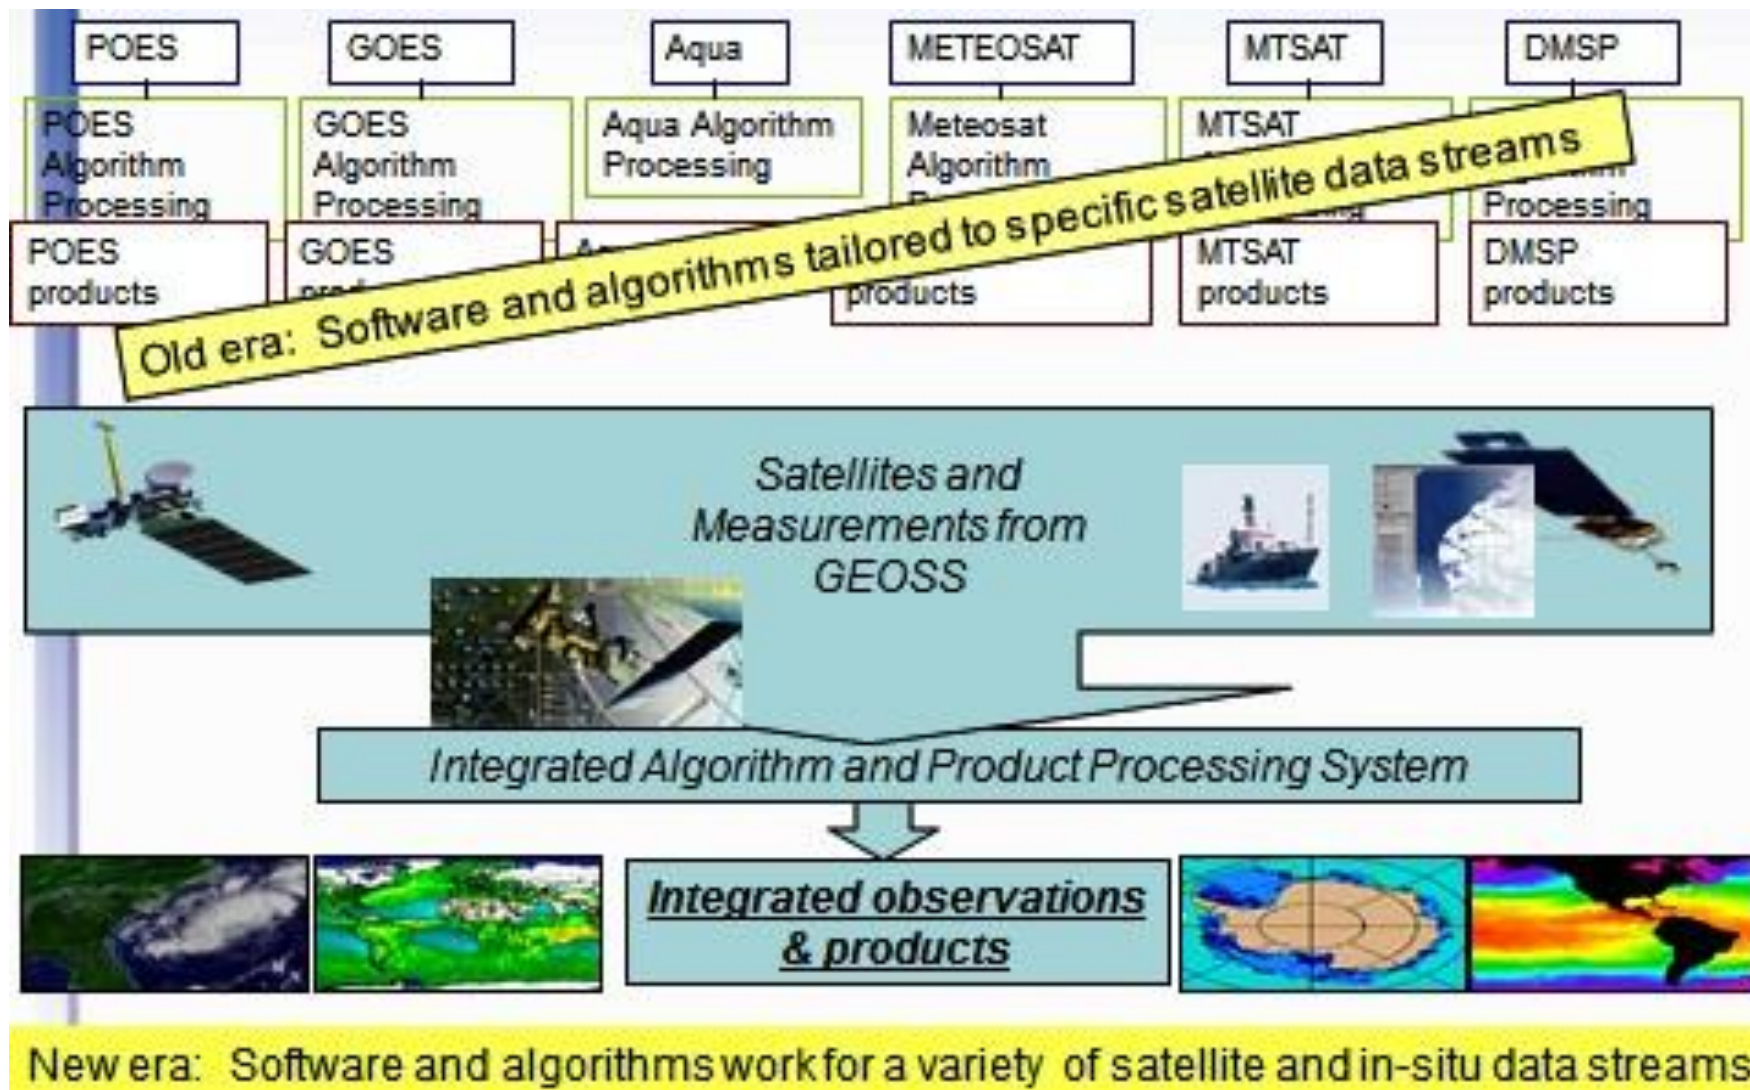 POES
GOES
Aqua
METEOSAT
MTSAT
DMSP
POES
Algorithm
Processing
GOES
Algorithm
Processing
Aqua Algorithm
Processing
Meteosat
Algorithm
MTSAT
Processing
POES
products
GOES
products
MTSAT
products
DMSP
products
Old era: Software and algorithms tailored to specific satellite data streams
Satellites and
Measurements from
GEOSS
Integrated Algorithm and Product Processing System
Integrated observations
& products
New era: Software and algorithms work for a variety of satellite and in-situ data streams